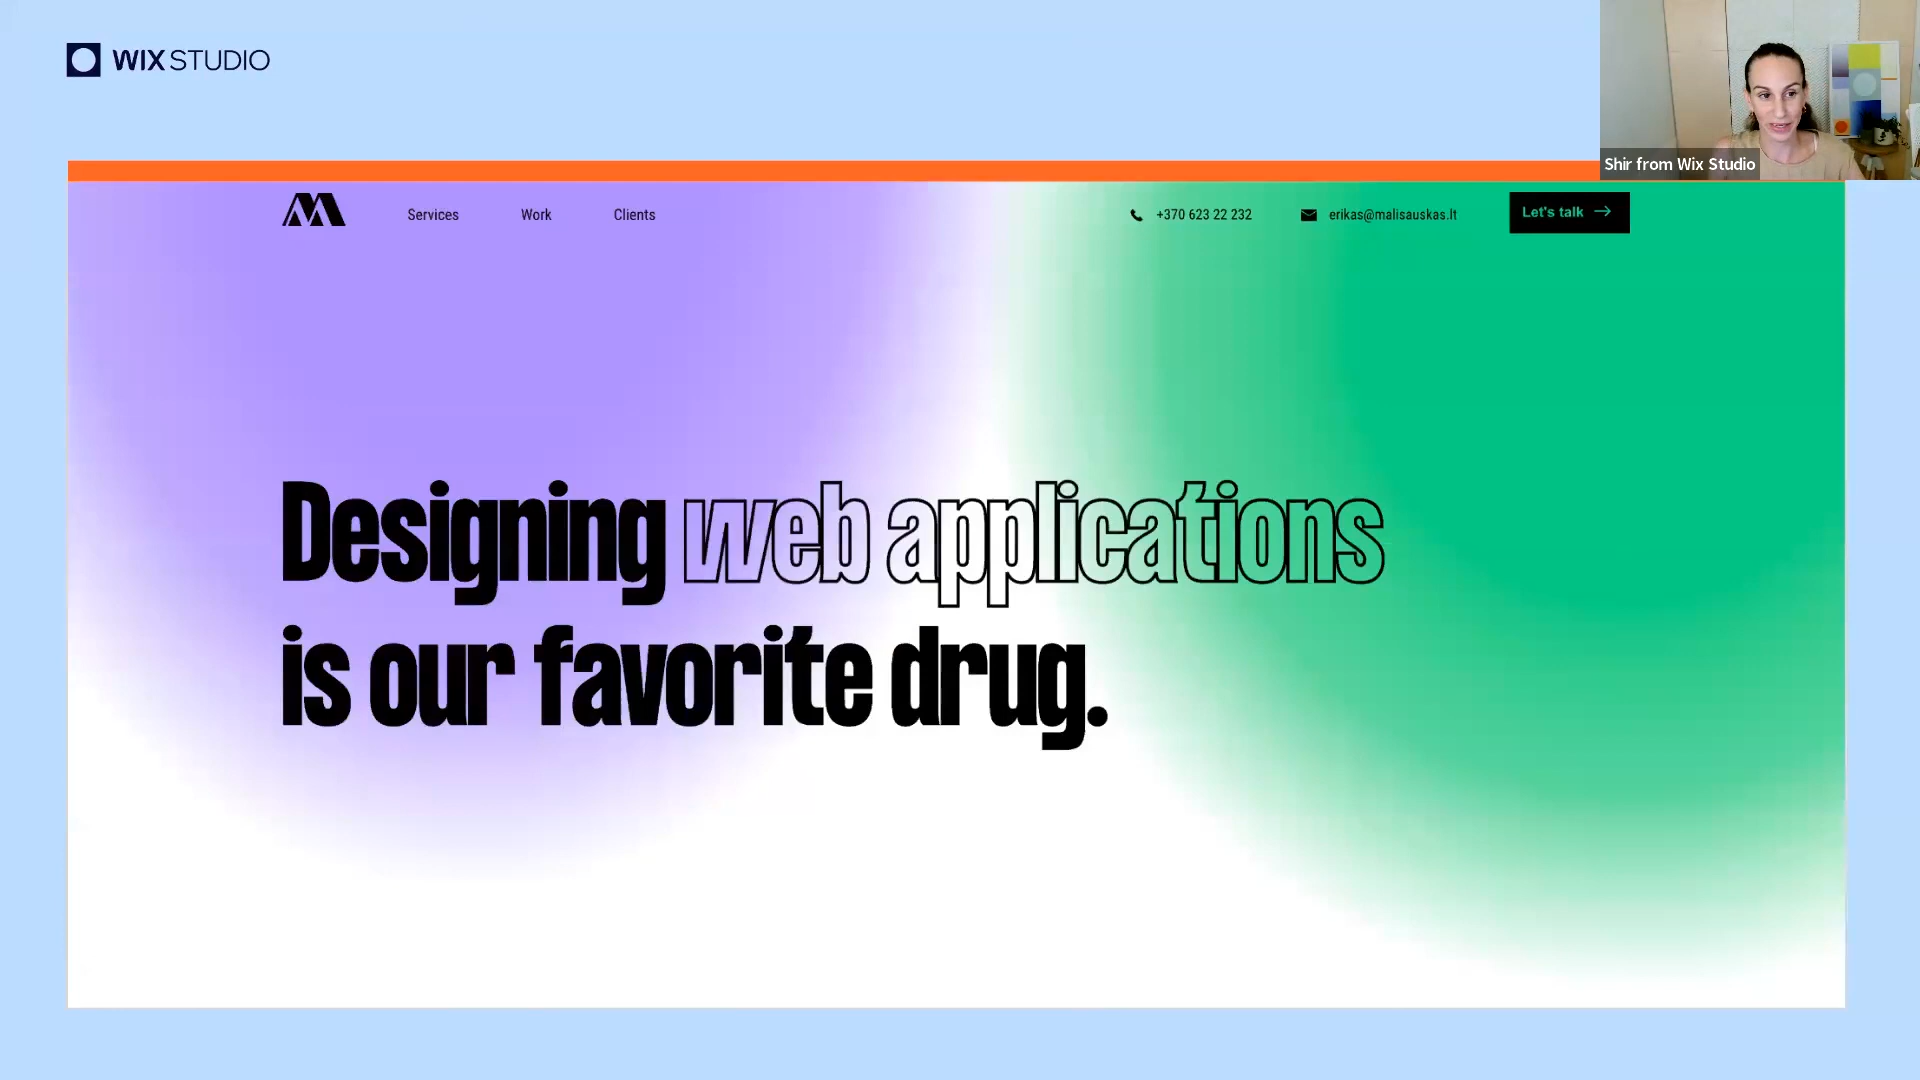 WIX STUDIO
Shir from Wix Studio
Services Work Clients +370 623 22 232 erikas@malisauskas.lt Let's talk →
Designing web applications
is our favorite drug.